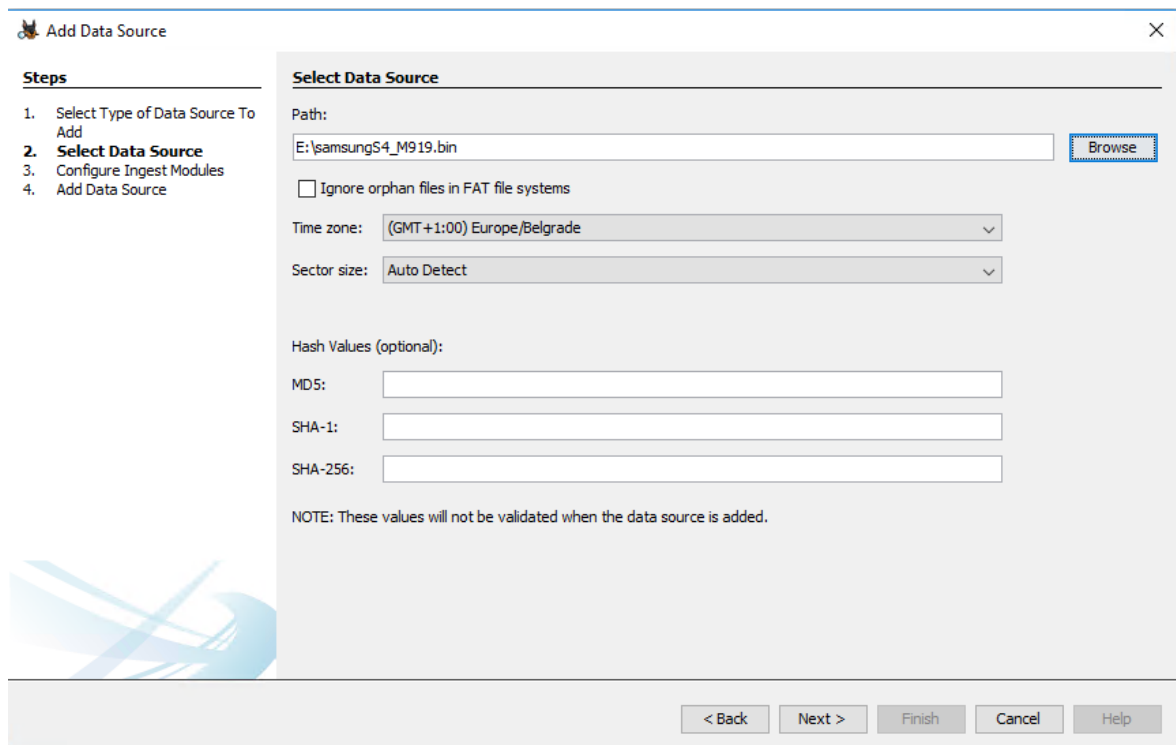 Add Data Source
Steps
1. Select Type of Data Source To
Add
2. Select Data Source
3. Configure Ingest Modules
4. Add Data Source
Select Data Source
Path:
E:\samsungS4_M919.bin
Browse
Ignore orphan files in FAT file systems
Time zone: (GMT+1:00) Europe/Belgrade
Sector size: Auto Detect
Hash Values (optional):
MD5:
SHA-1:
SHA-256:
NOTE: These values will not be validated when the data source is added.
< Back Next > Finish Cancel Help